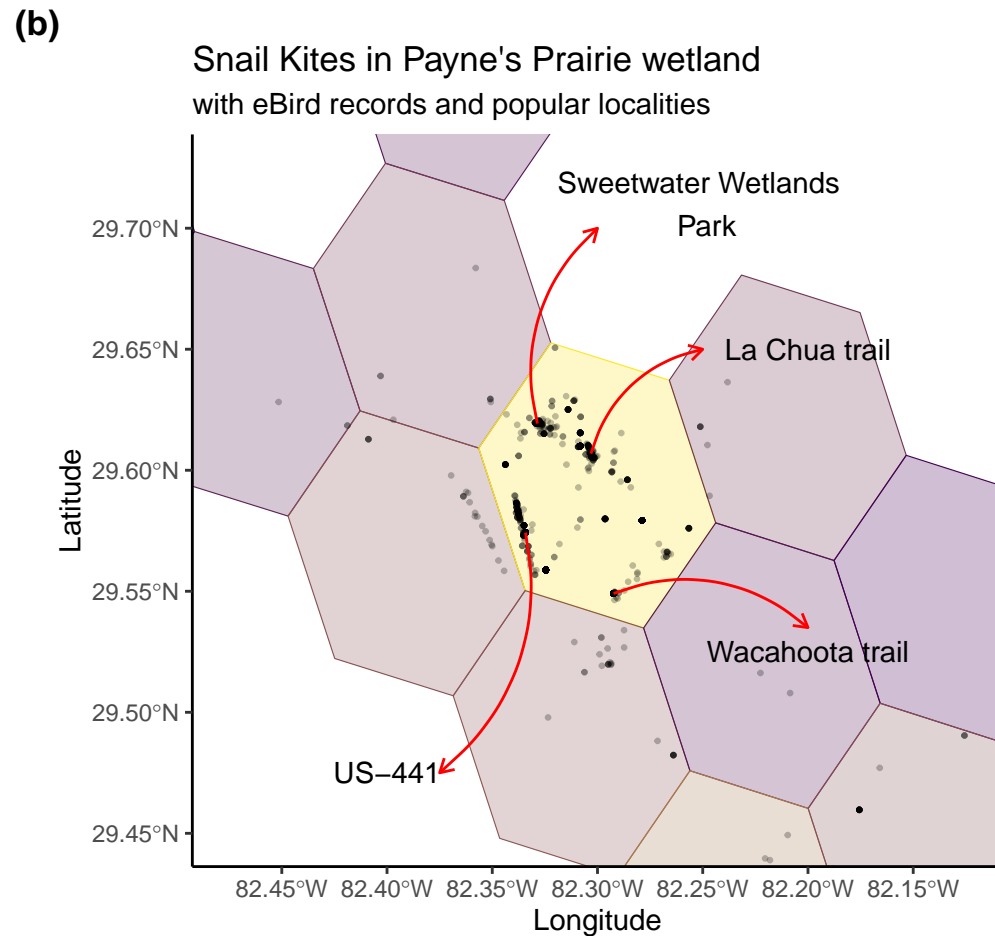 (b)
Snail Kites in Payne's Prairie wetland
with eBird records and popular localities
Sweetwater Wetlands
Park
La Chua trail
Wacahoota trail
US−441
Latitude
29.70°N
29.65°N
29.60°N
29.55°N
29.50°N
29.45°N
82.45°W
82.40°W
82.35°W
82.30°W
82.25°W
82.20°W
82.15°W
Longitude